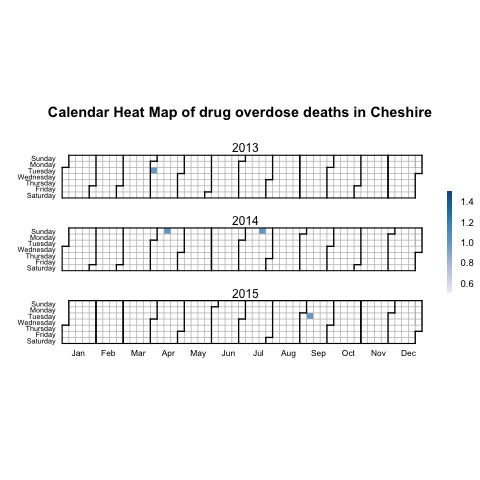 Calendar Heat Map of drug overdose deaths in Cheshire
2013
Sunday
Monday
Tuesday
Wednesday
Thursday
Friday
Saturday
2014
Sunday
Monday
Tuesday
Wednesday
Thursday
Friday
Saturday
2015
Sunday
Monday
Tuesday
Wednesday
Thursday
Friday
Saturday
Jan Feb Mar Apr May Jun Jul Aug Sep Oct Nov Dec
1.4
1.2
1.0
0.8
0.6